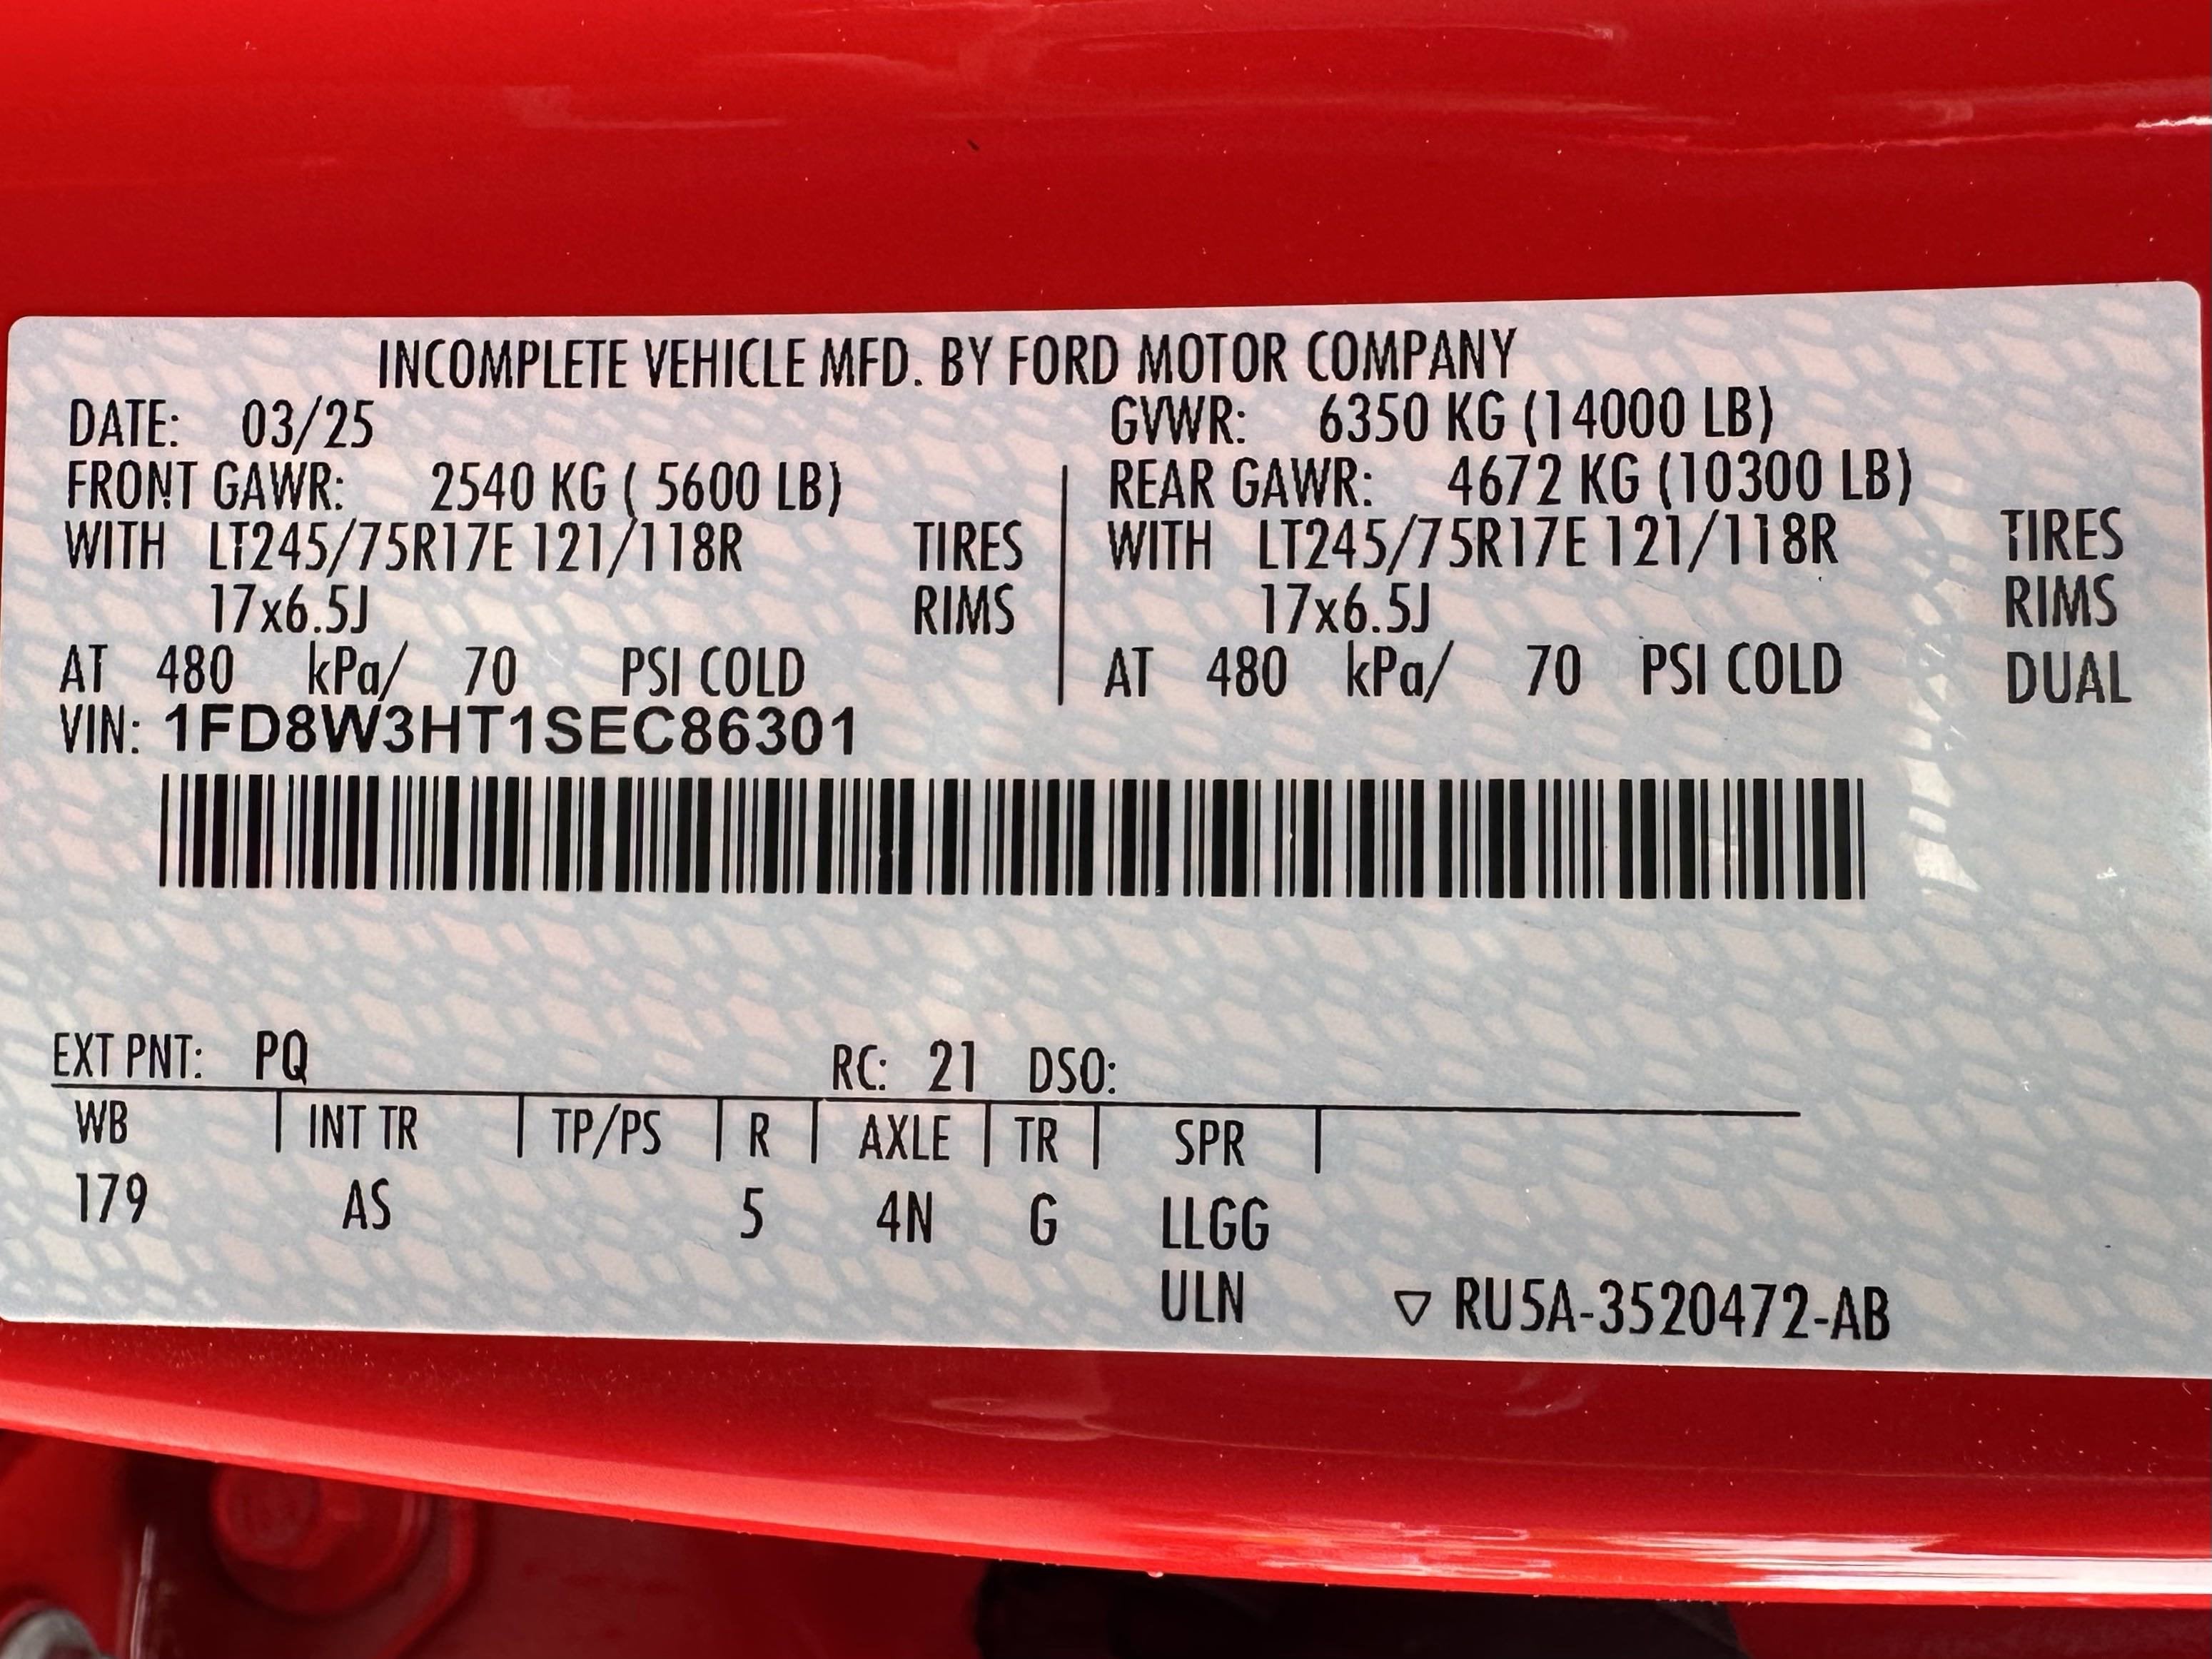 INCOMPLETE VEHICLE MFD. BY FORD MOTOR COMPANY
DATE: 03/25 GVWR: 6350 KG (14000 LB)
FRONT GAWR: 2540 KG ( 5600 LB) REAR GAWR: 4672 KG (10300 LB)
WITH LT245/75R17E 121/118R TIRES WITH LT245/75R17E 121/118R TIRES
17x6.5J RIMS 17x6.5J RIMS
AT 480 kPa/ 70 PSI COLD AT 480 kPa/ 70 PSI COLD DUAL
VIN: 1FD8W3HT1SEC86301
EXT PNT: PQ RC: 21 DSO:
WB INT TR TP/PS R AXLE TR SPR
179 AS 5 4N G LLGG
ULN ▽ RU5A-3520472-AB